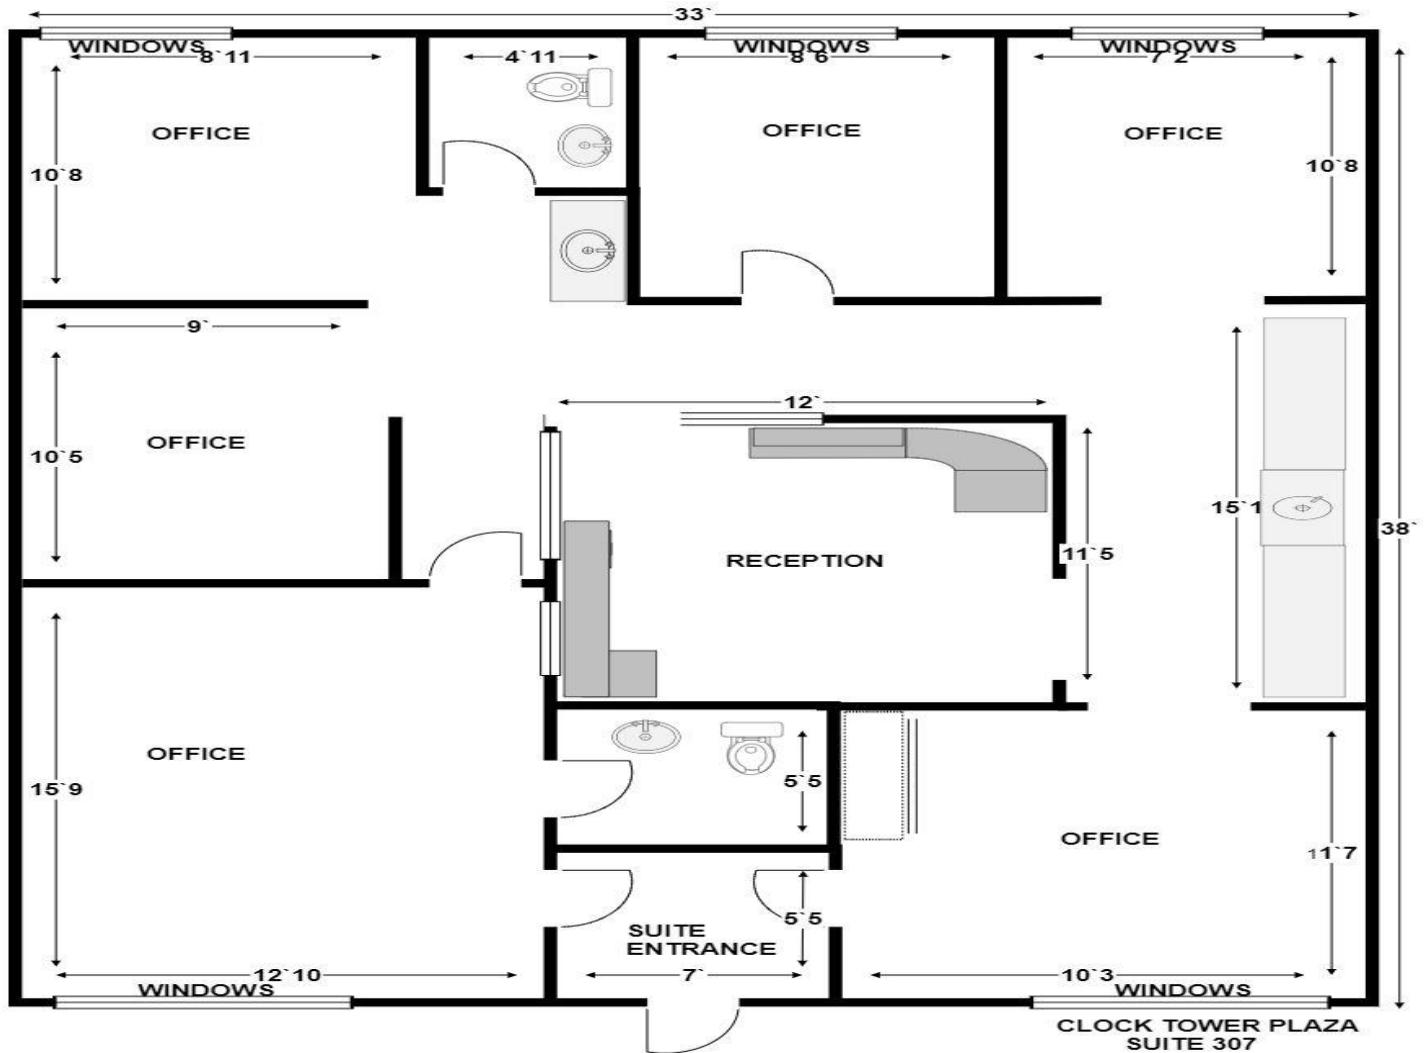 33`
WINDOWS
8`11
4`11
WINDOWS
8`6
WINDOWS
7`2
OFFICE
OFFICE
OFFICE
10`8
10`8
9`
12`
OFFICE
10`5
15`1
38`
RECEPTION
11`5
OFFICE
15`9
5`5
OFFICE
11`7
5`5
SUITE
ENTRANCE
12`10
7`
10`3
WINDOWS
WINDOWS
CLOCK TOWER PLAZA
SUITE 307